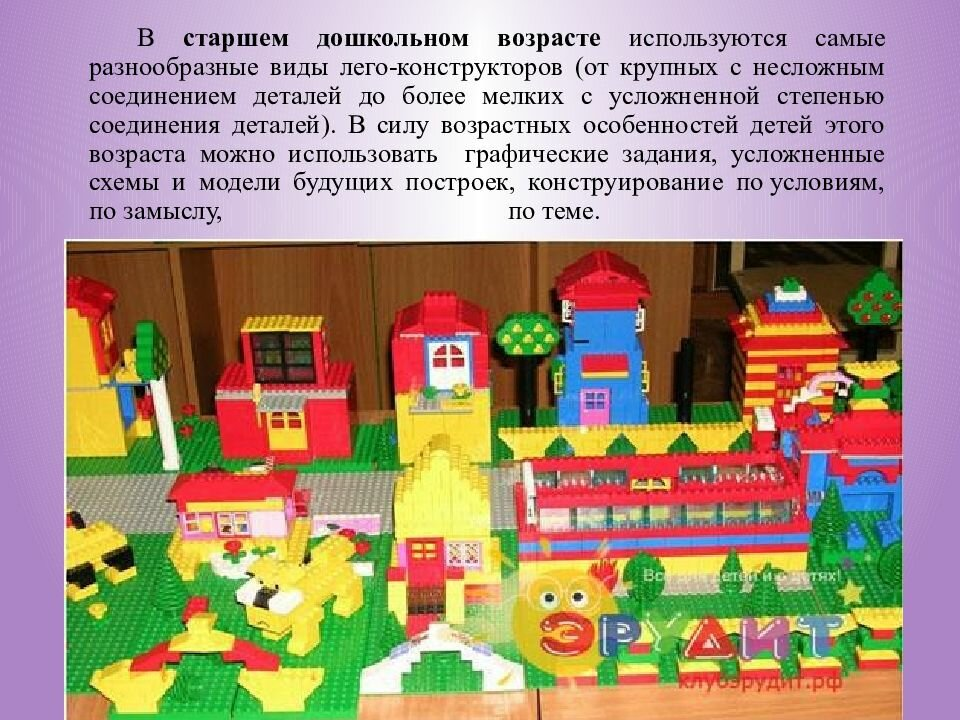 В старшем дошкольном возрасте используются самые
разнообразные виды лего-конструкторов (от крупных с несложным
соединением деталей до более мелких с усложненной степенью
соединения деталей). В силу возрастных особенностей детей этого
возраста можно использовать графические задания, усложненные
схемы и модели будущих построек, конструирование по условиям,
по замыслу, по теме.
Всё для детей и о детях!
ЭРУДИТ
клубэрудит.рф